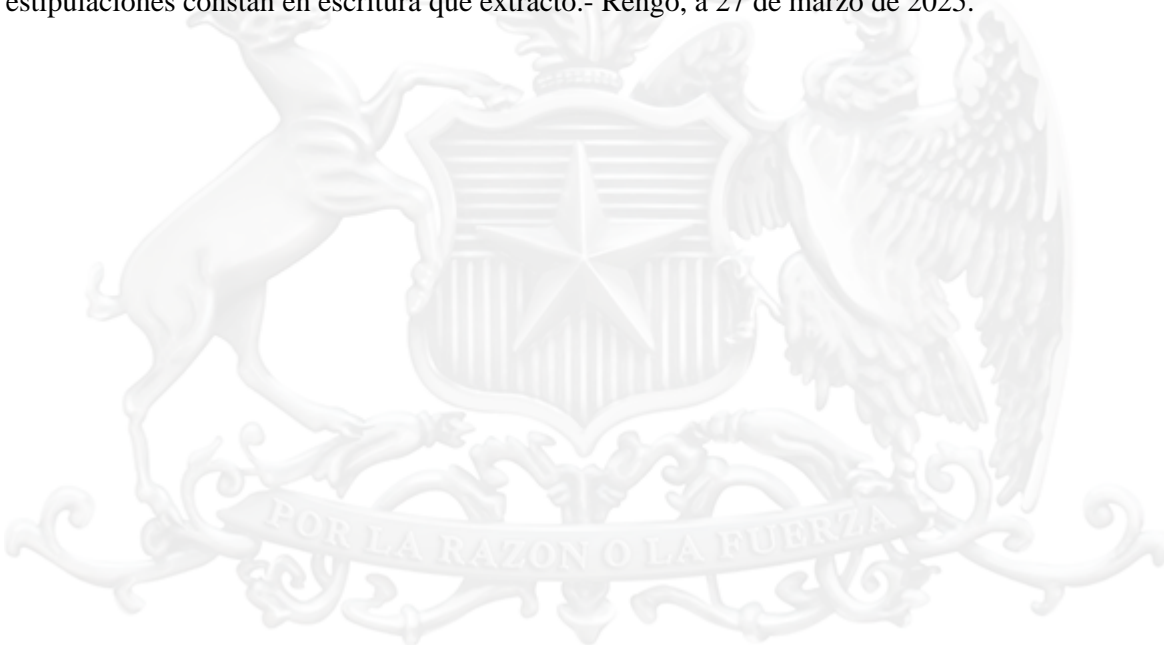 estipulaciones constan en escritura que extracto.- Rengo, a 27 de marzo de 2025.
POR LA RAZON O LA FUERZA